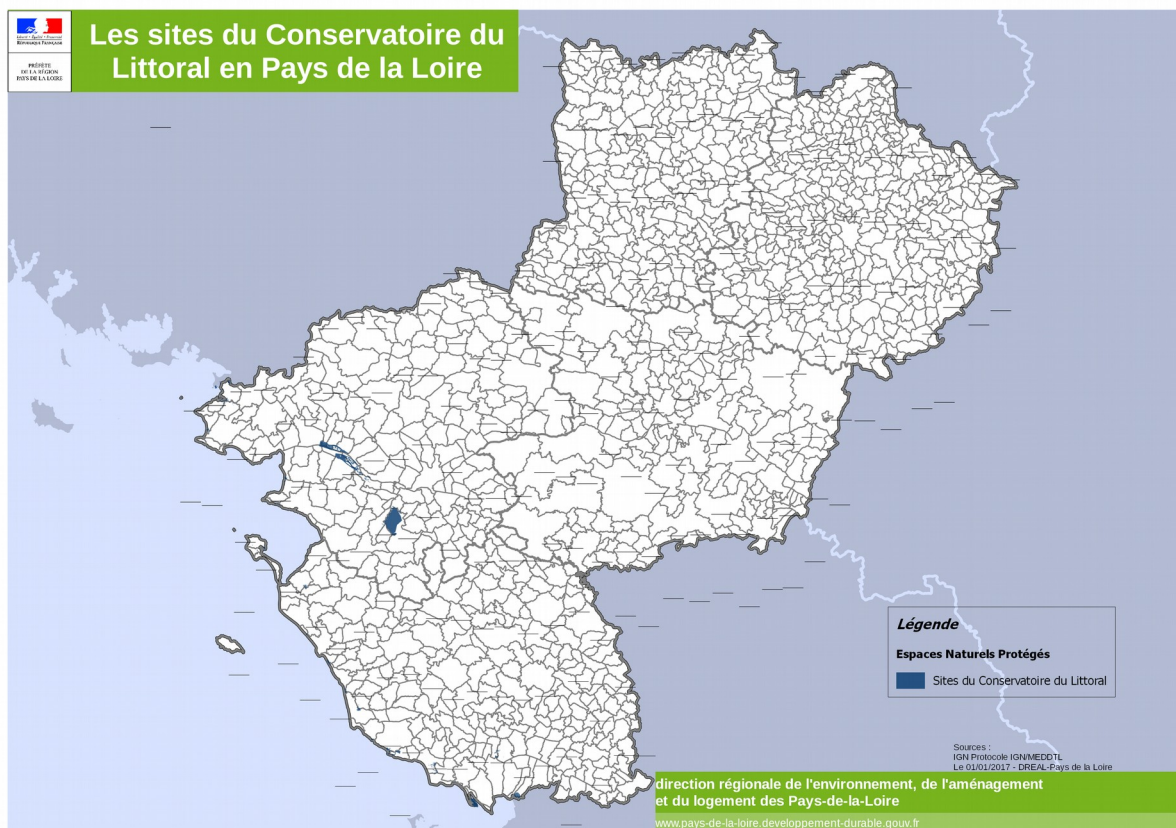 Liberté • Égalité • Fraternité
RÉPUBLIQUE FRANÇAISE
PRÉFÈTE
DE LA RÉGION
PAYS DE LA LOIRE
Les sites du Conservatoire du
Littoral en Pays de la Loire
Légende
Espaces Naturels Protégés
Sites du Conservatoire du Littoral
Sources :
IGN Protocole IGN/MEDDTL
Le 01/01/2017 - DREAL-Pays de la Loire
direction régionale de l'environnement, de l'aménagement
et du logement des Pays-de-la-Loire
www.pays-de-la-loire.developpement-durable.gouv.fr